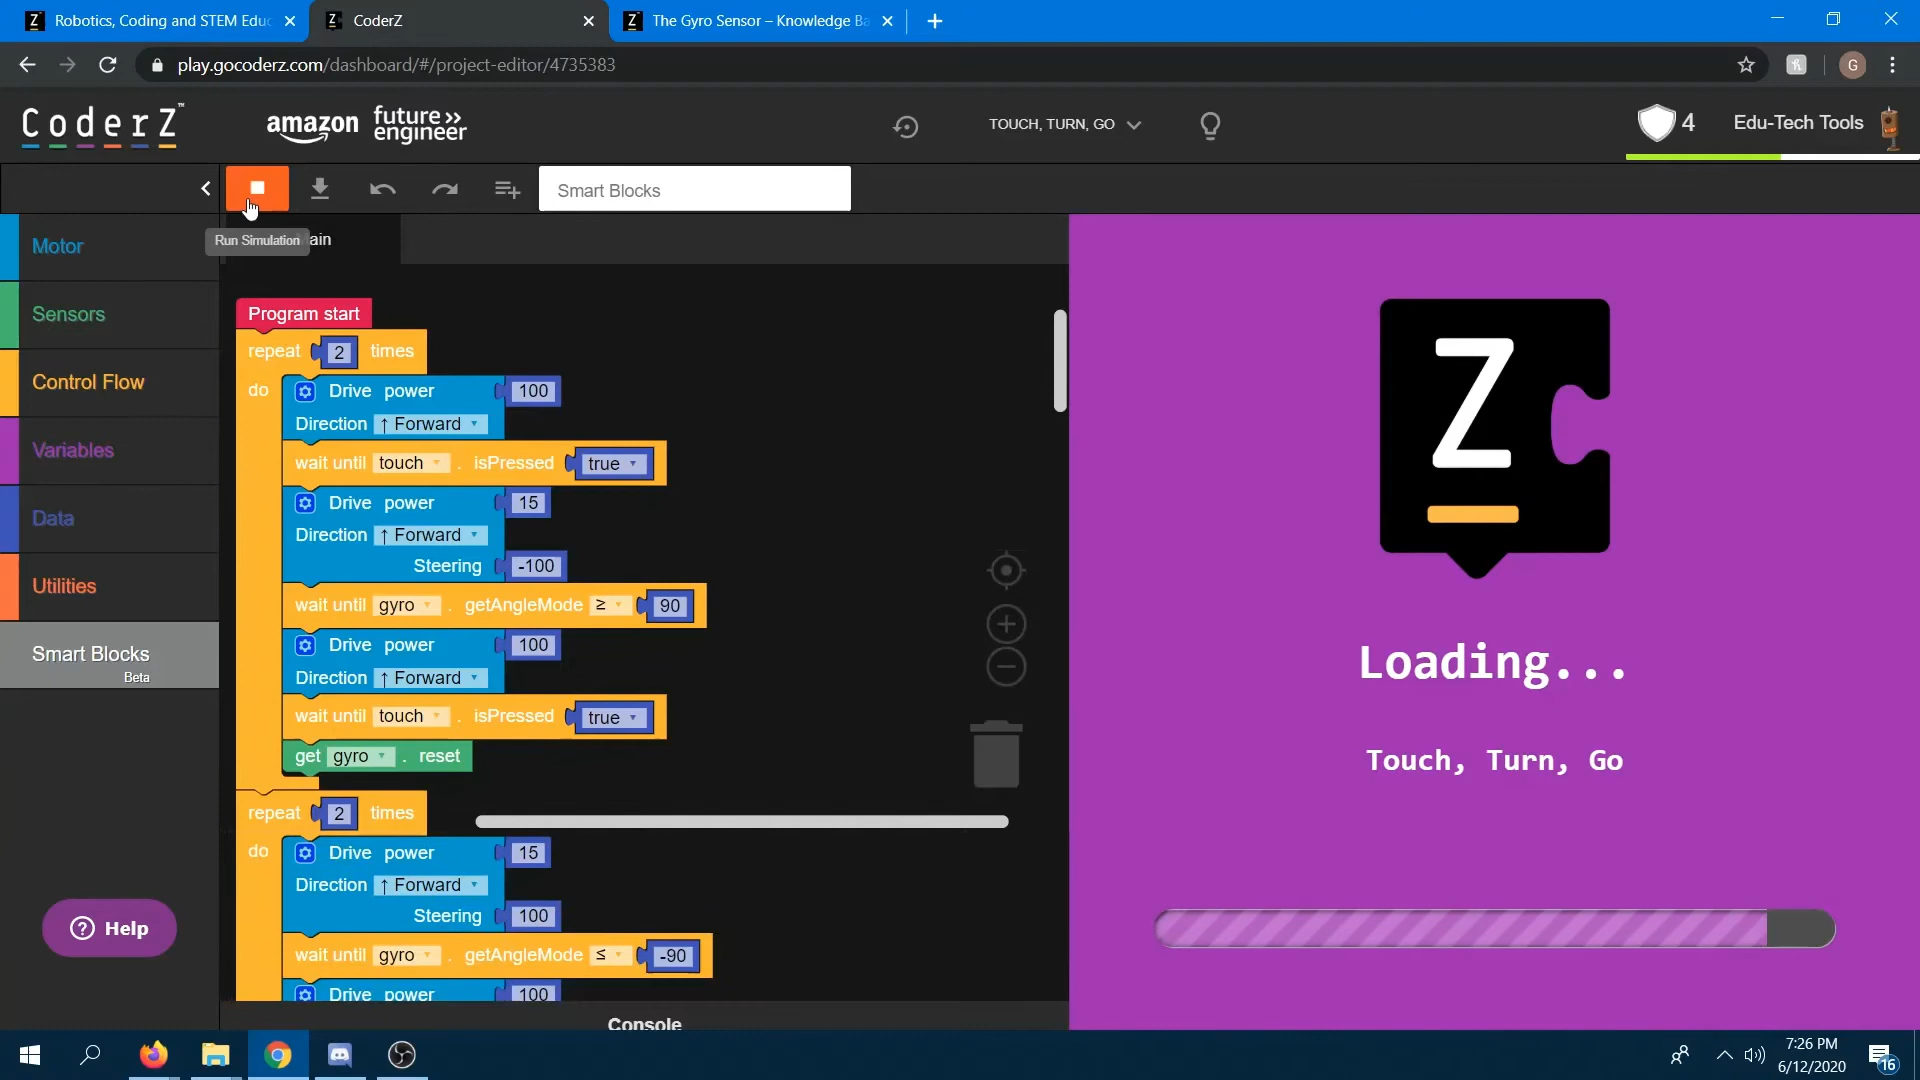 Robotics, Coding and STEM Educ
CoderZ
The Gyro Sensor – Knowledge Ba
play.gocoderz.com/dashboard/#/project-editor/4735383
G
CoderZ™
amazon future engineer
TOUCH, TURN, GO
4
Edu-Tech Tools
Smart Blocks
Run Simulation
ain
Motor
Sensors
Control Flow
Variables
Data
Utilities
Smart Blocks
Beta
Help
Program start
repeat 2 times
do Drive power 100
Direction ↑ Forward
wait until touch . isPressed true
Drive power 15
Direction ↑ Forward
Steering -100
wait until gyro . getAngleMode ≥ 90
Drive power 100
Direction ↑ Forward
wait until touch . isPressed true
get gyro . reset
repeat 2 times
do Drive power 15
Direction ↑ Forward
Steering 100
wait until gyro . getAngleMode ≤ -90
Drive power 100
Console
Z
Loading...
Touch, Turn, Go
7:26 PM
6/12/2020
16